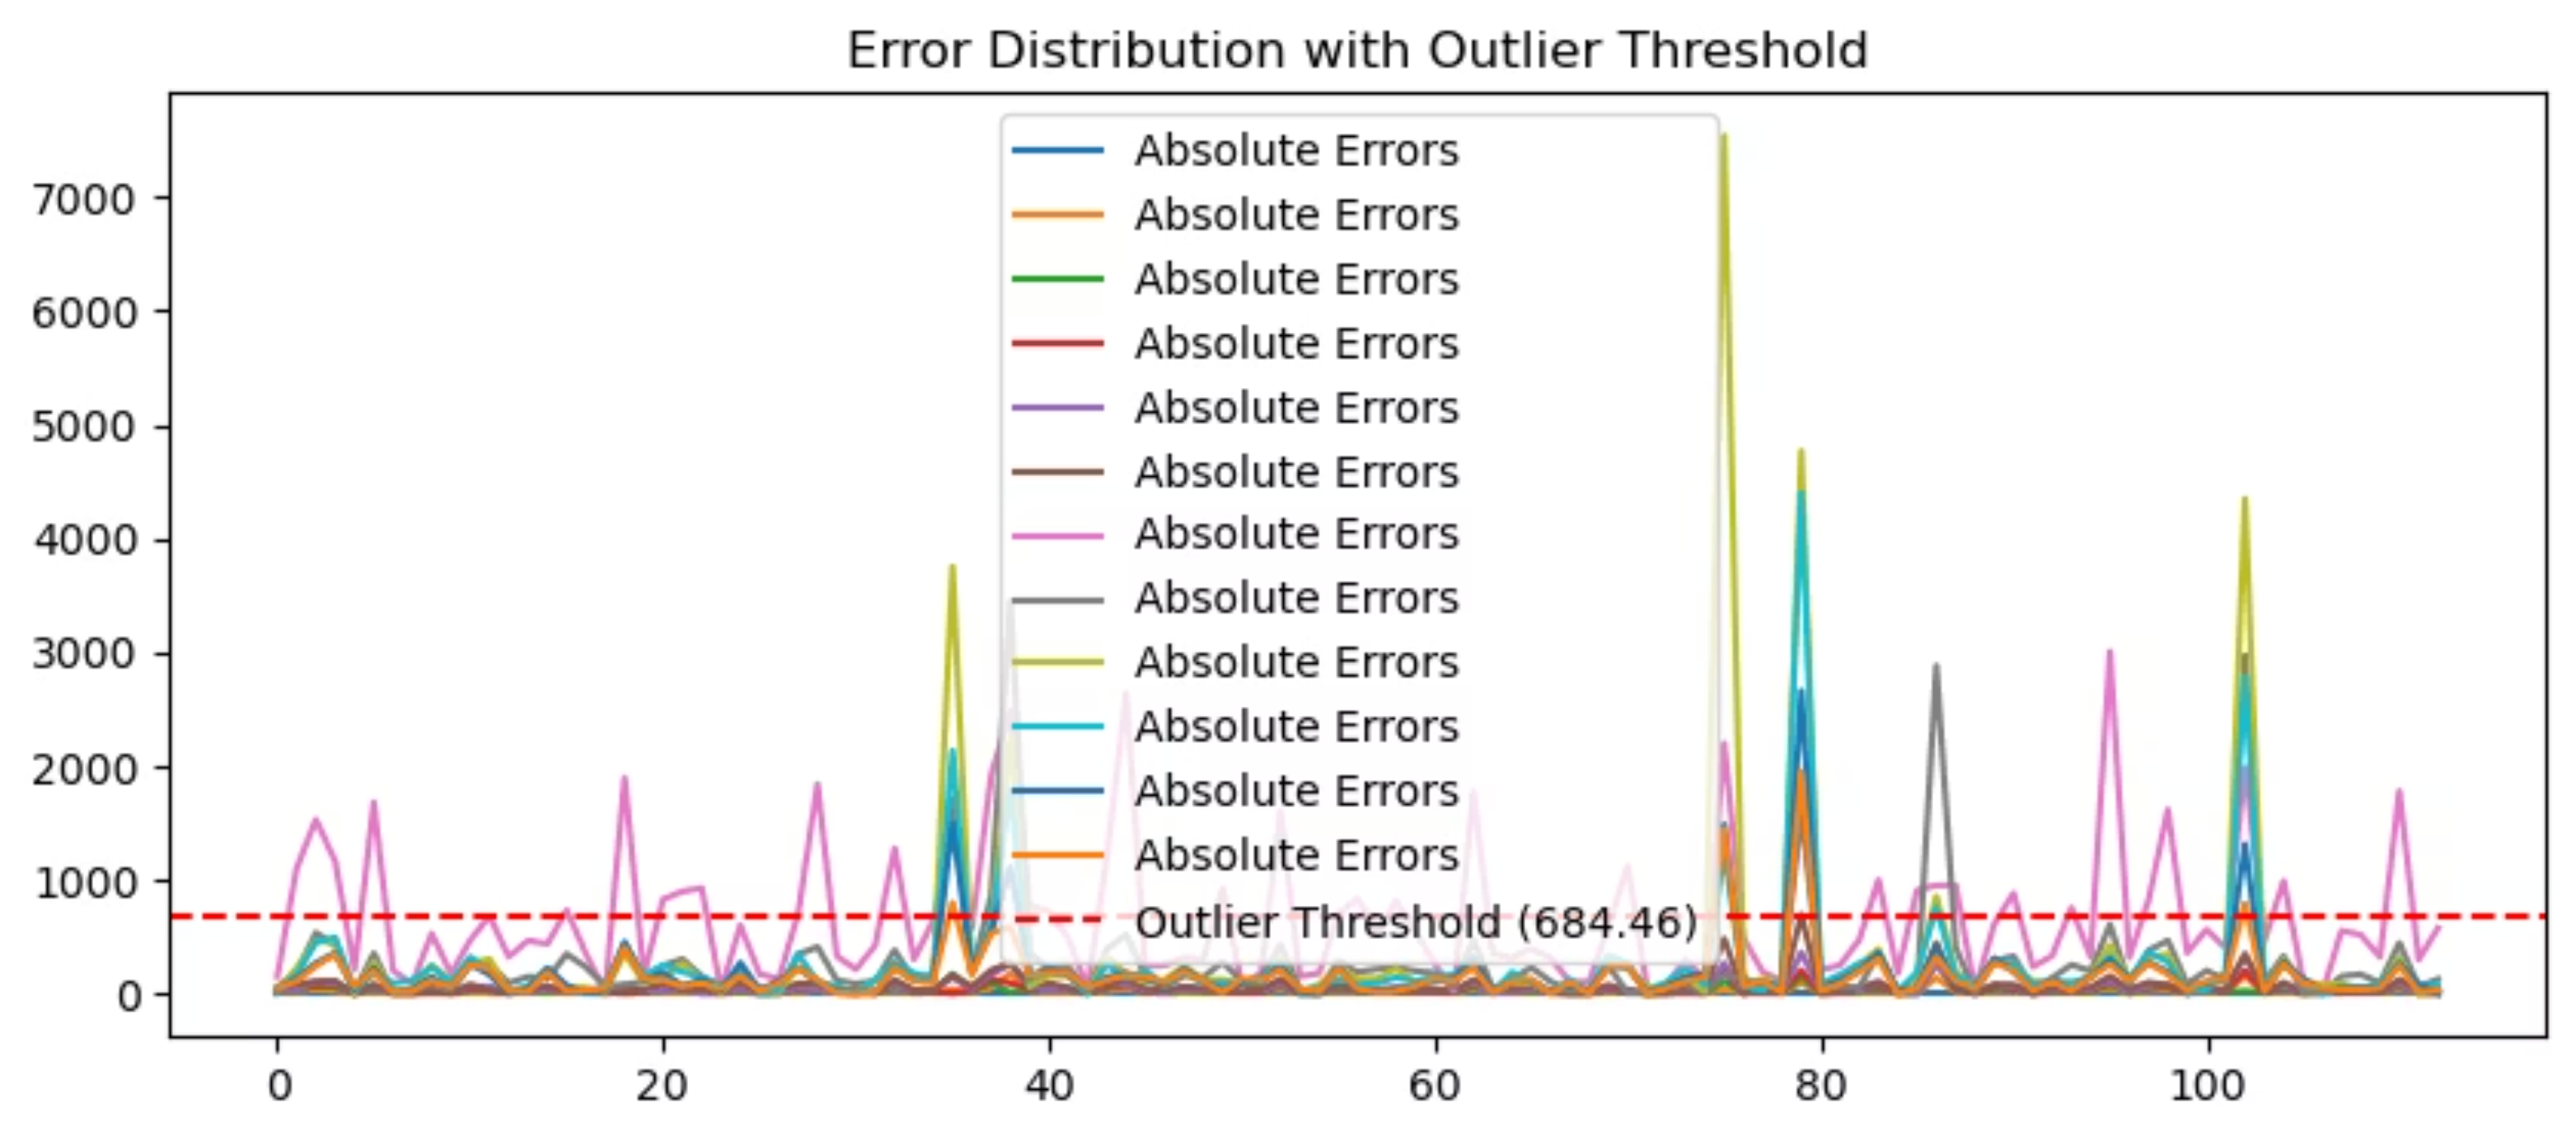 Error Distribution with Outlier Threshold
7000
6000
5000
4000
3000
2000
1000
0
Absolute Errors
Absolute Errors
Absolute Errors
Absolute Errors
Absolute Errors
Absolute Errors
Absolute Errors
Absolute Errors
Absolute Errors
Absolute Errors
Absolute Errors
Absolute Errors
Outlier Threshold (684.46)
0 20 40 60 80 100